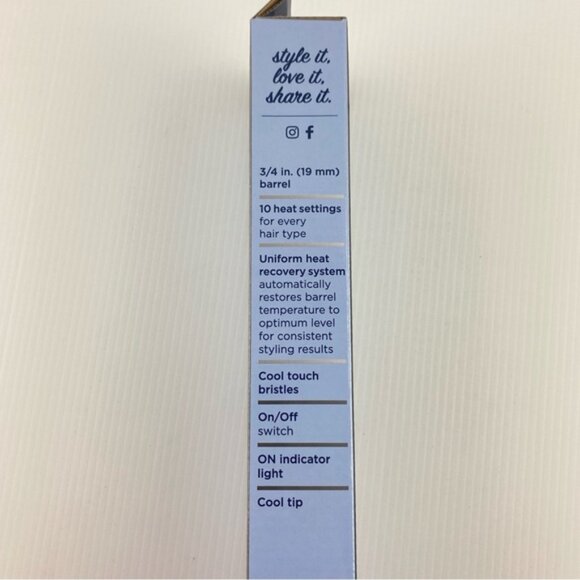 style it,
love it,
share it.
3/4 in. (19 mm)
barrel
10 heat settings
for every
hair type
Uniform heat
recovery system
automatically
restores barrel
temperature to
optimum level
for consistent
styling results
Cool touch
bristles
On/Off
switch
ON indicator
light
Cool tip